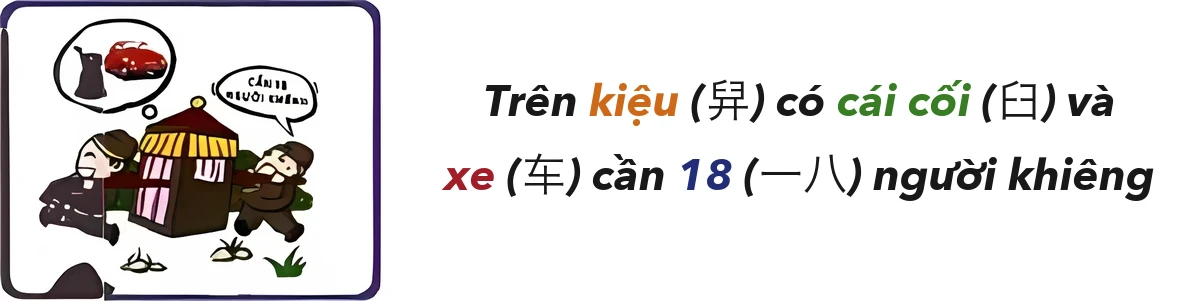 CẦN 18
NGƯỜI KHIÊNG
Trên kiệu (舁) có cái cối (臼) và
xe (车) cần 18 (一八) người khiêng